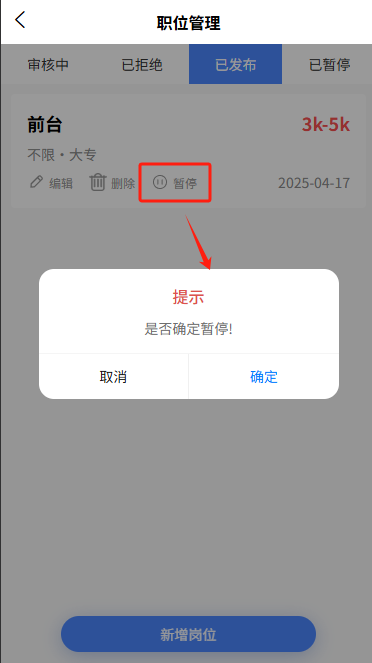 职位管理
审核中 已拒绝 已发布 已暂停
前台 3k-5k
不限·大专
编辑 删除 暂停 2025-04-17
提示
是否确定暂停!
取消 确定
新增岗位